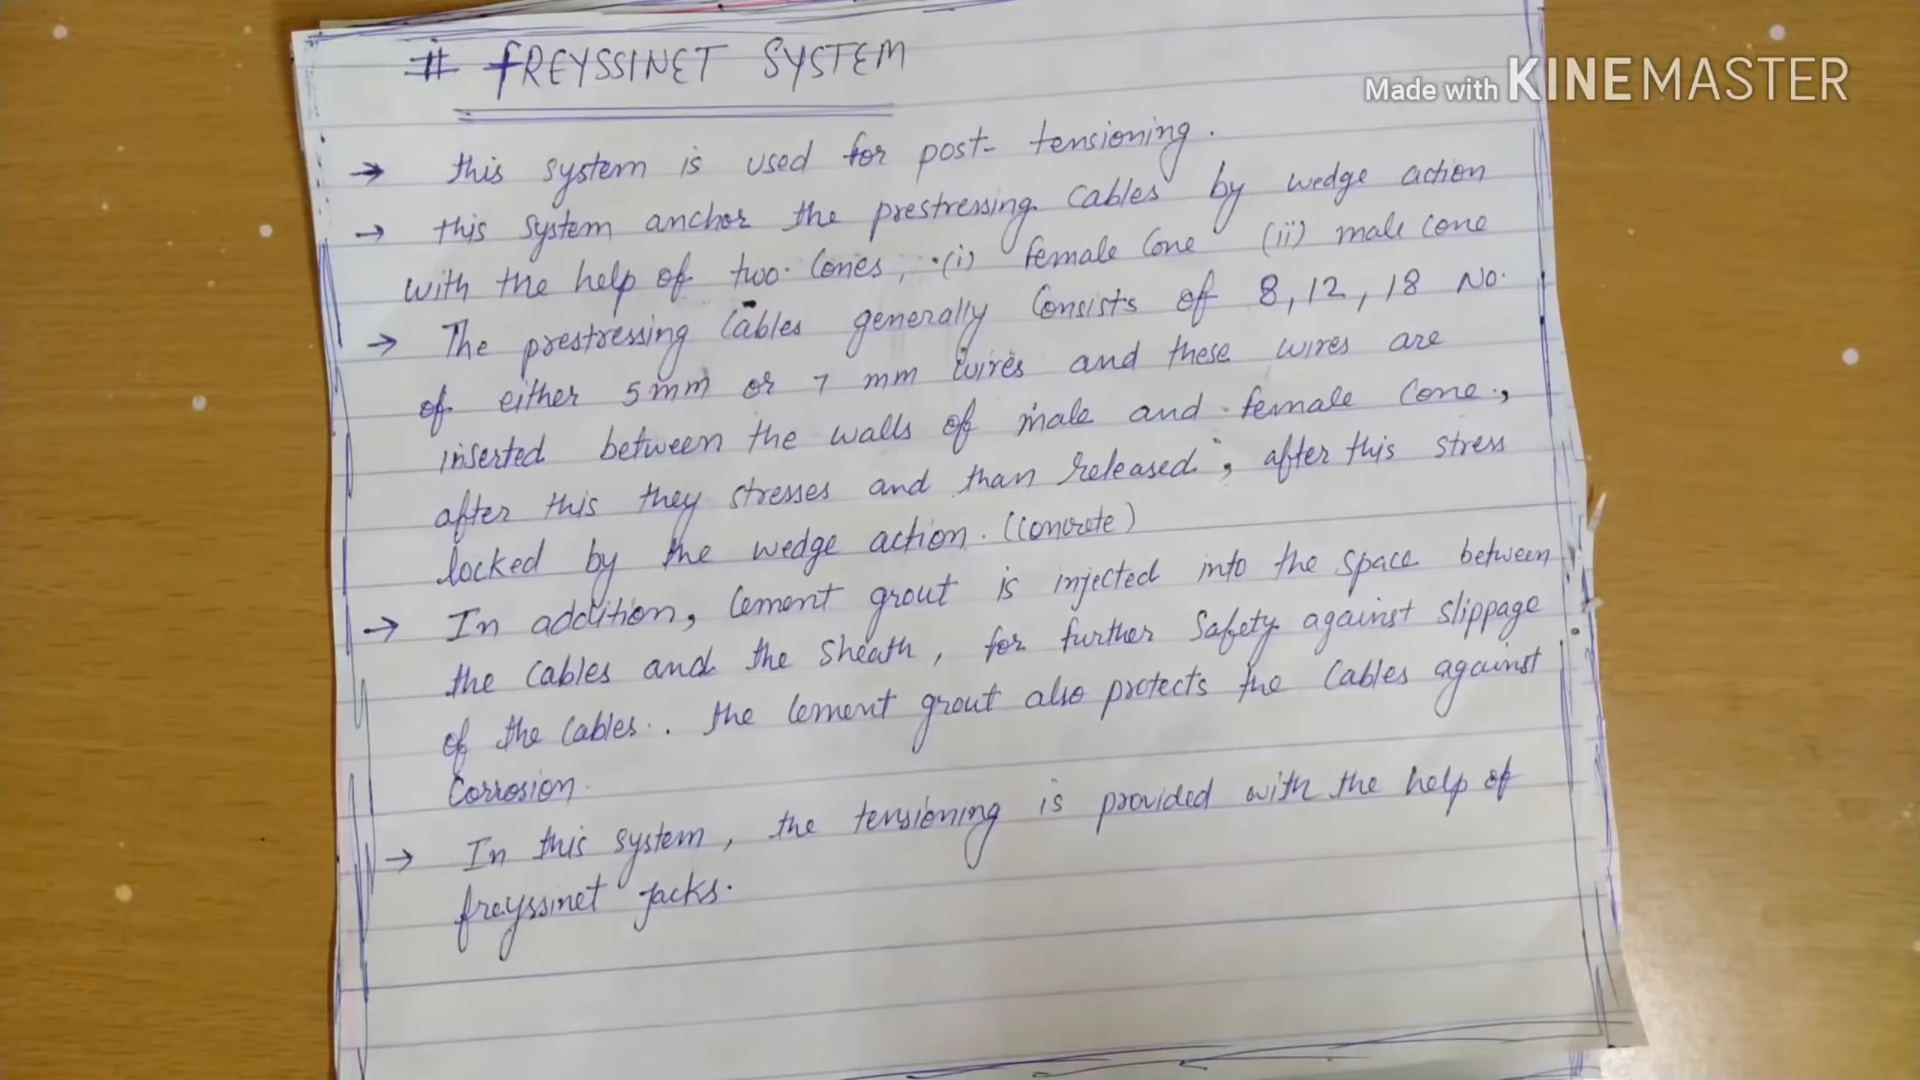 # FREYSSINET SYSTEM
Made with KINEMASTER
→ this system is used for post- tensioning.
→ this system anchor the prestressing cables by wedge action
with the help of two cones, (i) female cone (ii) male cone
→ The prestressing cables generally consists of 8, 12, 18 No.
of either 5mm or 7 mm wires and these wires are
inserted between the walls of male and female cone,
after this they stresses and than released, after this stress
locked by the wedge action. (concrete)
→ In addition, cement grout is injected into the space between
the cables and the sheath, for further safety against slippage
of the cables. the cement grout also protects the cables against
corrosion.
→ In this system, the tensioning is provided with the help of
freyssinet jacks.